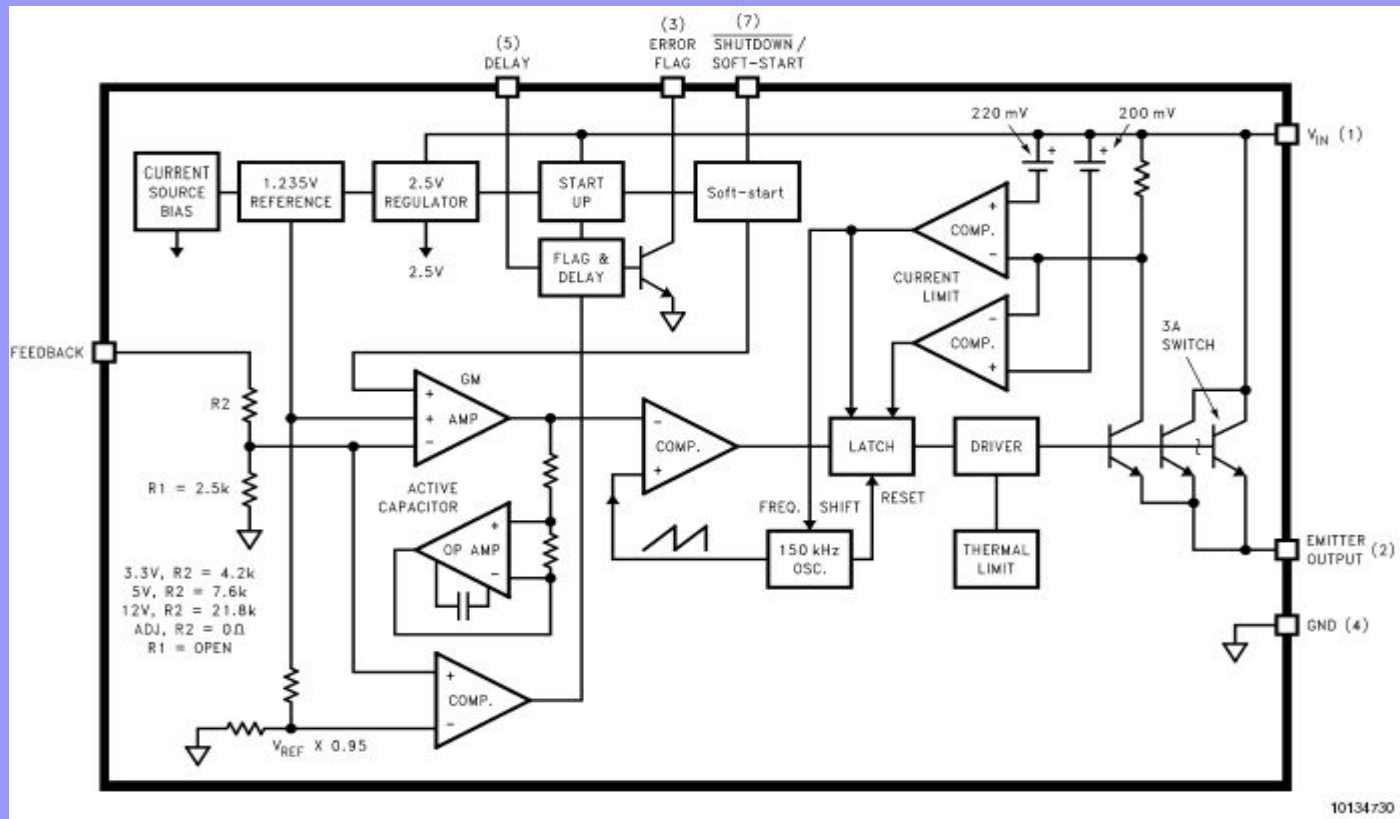 (5)
DELAY
(3)
ERROR
FLAG
(7)
SHUTDOWN /
SOFT-START
220 mV
200 mV
VIN (1)
CURRENT
SOURCE
BIAS
1.235V
REFERENCE
2.5V
REGULATOR
START
UP
Soft-start
+
+
+
COMP.
-
2.5V
FLAG &
DELAY
CURRENT
LIMIT
-
COMP.
+
3A
SWITCH
FEEDBACK
R2
GM
+
+
AMP
-
-
COMP.
+
LATCH
DRIVER
R1 = 2.5k
ACTIVE
CAPACITOR
+
OP AMP
-
FREQ. SHIFT
RESET
150 kHz
OSC.
THERMAL
LIMIT
EMITTER
OUTPUT (2)
3.3V, R2 = 4.2k
5V, R2 = 7.6k
12V, R2 = 21.8k
ADJ, R2 = 0Ω
R1 = OPEN
GND (4)
+
COMP.
-
VREF X 0.95
10134730